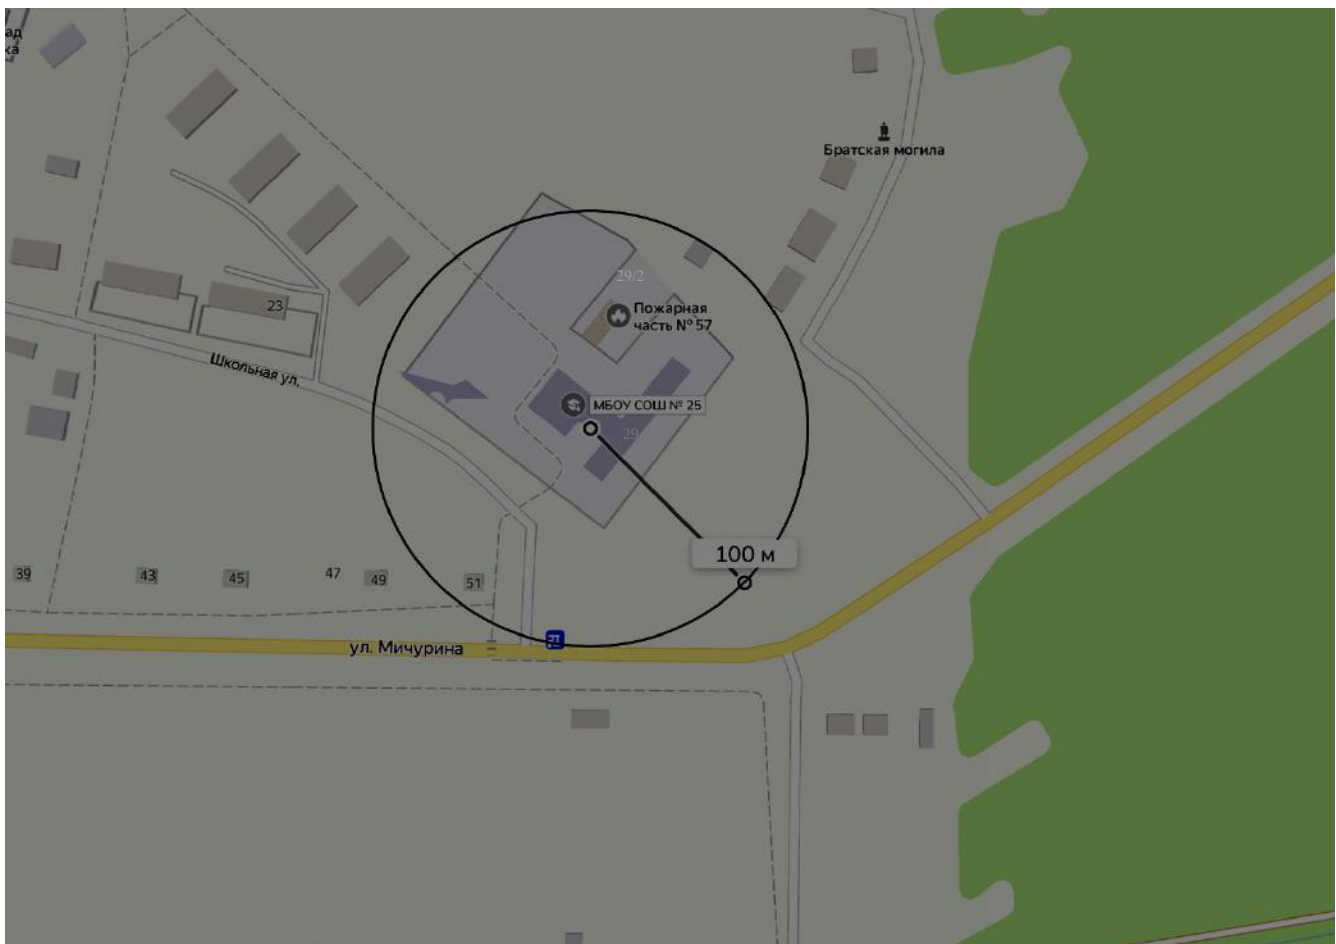 ад
ка
Братская могила
29/2
Пожарная
часть № 57
23
Школьная ул.
МБОУ СОШ № 25
29
100 м
39
43
45
47
49
51
ул. Мичурина